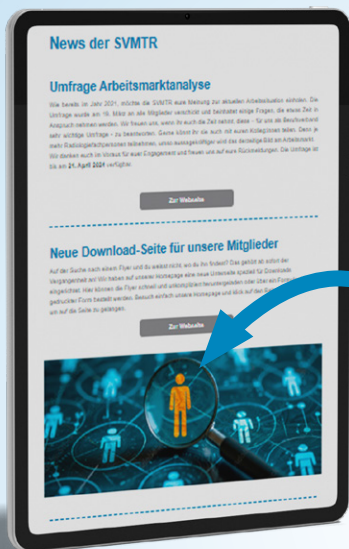 News der SVMTR
Umfrage Arbeitsmarktanalyse
Wie bereits im Jahr 2021, möchte die SVMTR eure Meinung zur aktuellen Arbeitssituation einholen. Die
Umfrage wurde am 19. März an alle Mitglieder verschickt und beinhaltet einige Fragen, die etwas Zeit in
Anspruch nehmen werden. Wir freuen uns, wenn ihr euch die Zeit nehmt, diese - für uns als Berufsverband
sehr wichtige Umfrage - zu beantworten. Gerne könnt ihr sie auch mit euren KollegInnen teilen. Denn je
mehr Radiologiefachpersonen teilnehmen, umso aussagekräftiger wird das derzeitige Bild am Arbeitsmarkt.
Wir danken euch im Voraus für euer Engagement und freuen uns auf eure Rückmeldungen. Die Umfrage ist
bis am 21. April 2024 verfügbar.
Zur Webseite
Neue Download-Seite für unsere Mitglieder
Auf der Suche nach einem Flyer und du weisst nicht, wo du ihn findest? Das gehört ab sofort der
Vergangenheit an! Wir haben auf unserer Homepage eine neue Unterseite speziell für Downloads
eingerichtet. Hier können die Flyer schnell und unkompliziert heruntergeladen oder über ein
gedruckter Form bestellt werden. Besucht einfach unsere Homepage und klickt auf den
um auf die Seite zu gelangen.
Zur Webseite